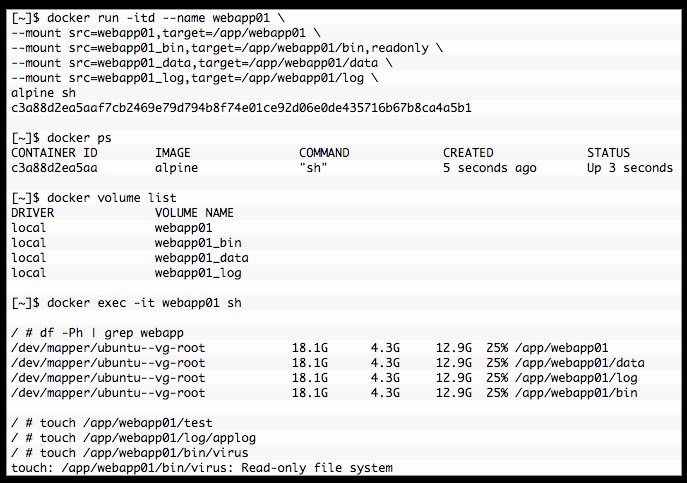 [~]$ docker run -itd --name webapp01 \
--mount src=webapp01,target=/app/webapp01 \
--mount src=webapp01_bin,target=/app/webapp01/bin,readonly \
--mount src=webapp01_data,target=/app/webapp01/data \
--mount src=webapp01_log,target=/app/webapp01/log \
alpine sh
c3a88d2ea5aaf7cb2469e79d794b8f74e01ce92d06e0de435716b67b8ca4a5b1
[~]$ docker ps
CONTAINER ID IMAGE COMMAND CREATED STATUS
c3a88d2ea5aa alpine "sh" 5 seconds ago Up 3 seconds
[~]$ docker volume list
DRIVER VOLUME NAME
local webapp01
local webapp01_bin
local webapp01_data
local webapp01_log
[~]$ docker exec -it webapp01 sh
/ # df -Ph | grep webapp
/dev/mapper/ubuntu--vg-root 18.1G 4.3G 12.9G 25% /app/webapp01
/dev/mapper/ubuntu--vg-root 18.1G 4.3G 12.9G 25% /app/webapp01/data
/dev/mapper/ubuntu--vg-root 18.1G 4.3G 12.9G 25% /app/webapp01/log
/dev/mapper/ubuntu--vg-root 18.1G 4.3G 12.9G 25% /app/webapp01/bin
/ # touch /app/webapp01/test
/ # touch /app/webapp01/log/applog
/ # touch /app/webapp01/bin/virus
touch: /app/webapp01/bin/virus: Read-only file system